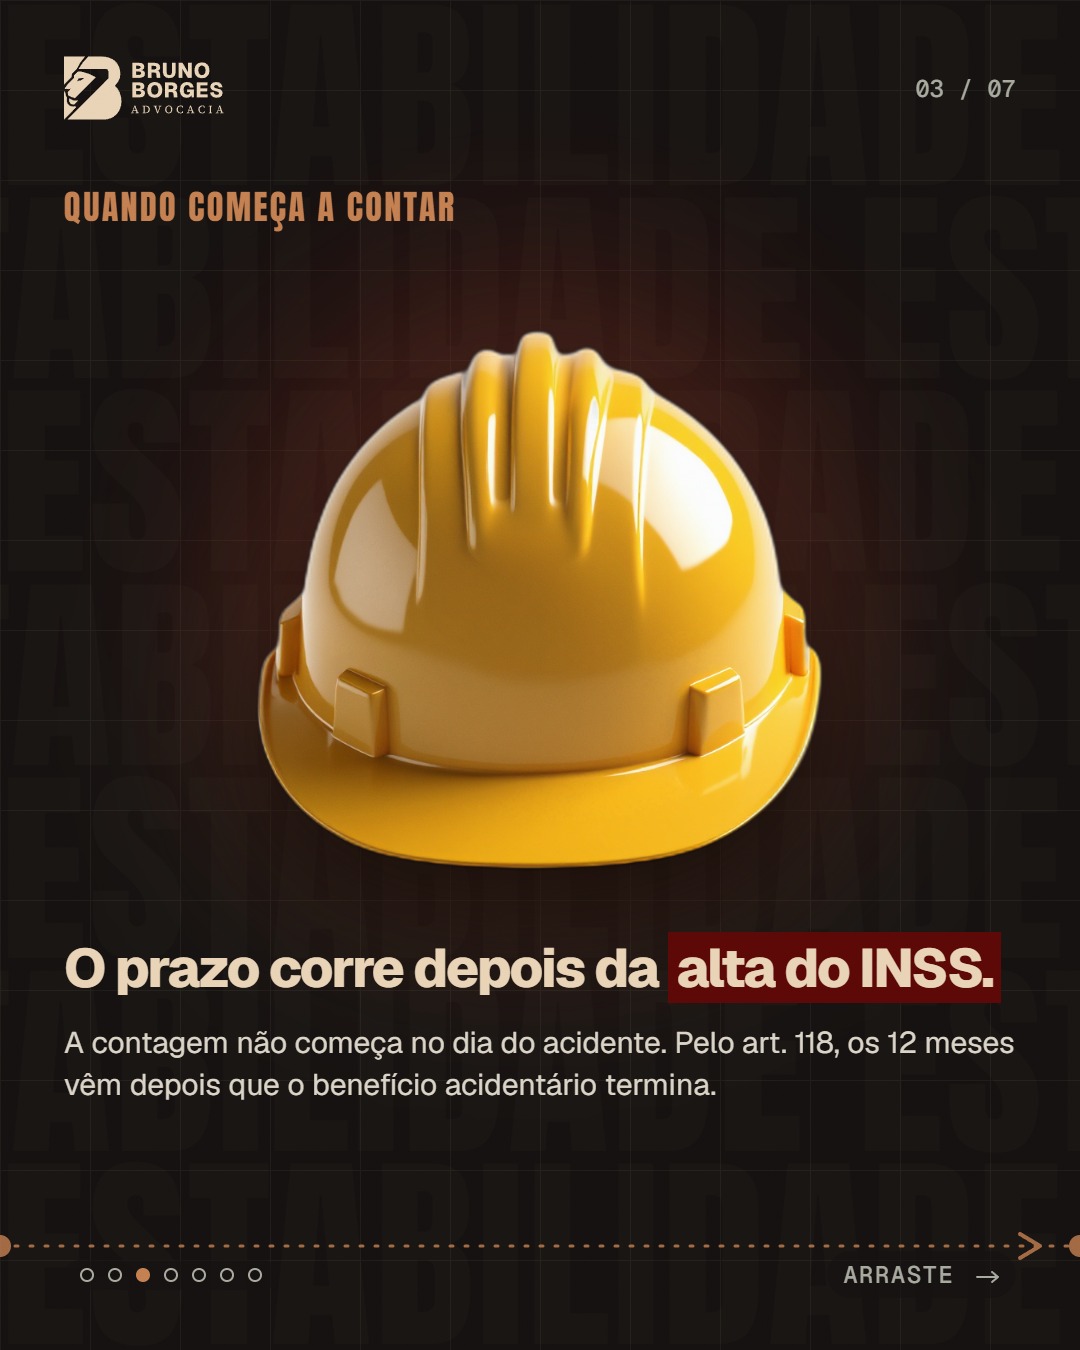 BRUNO
BORGES
ADVOCACIA
03 / 07
QUANDO COMEÇA A CONTAR
O prazo corre depois da alta do INSS.
A contagem não começa no dia do acidente. Pelo art. 118, os 12 meses
vêm depois que o benefício acidentário termina.
ARRASTE →
ESTABILIDADE